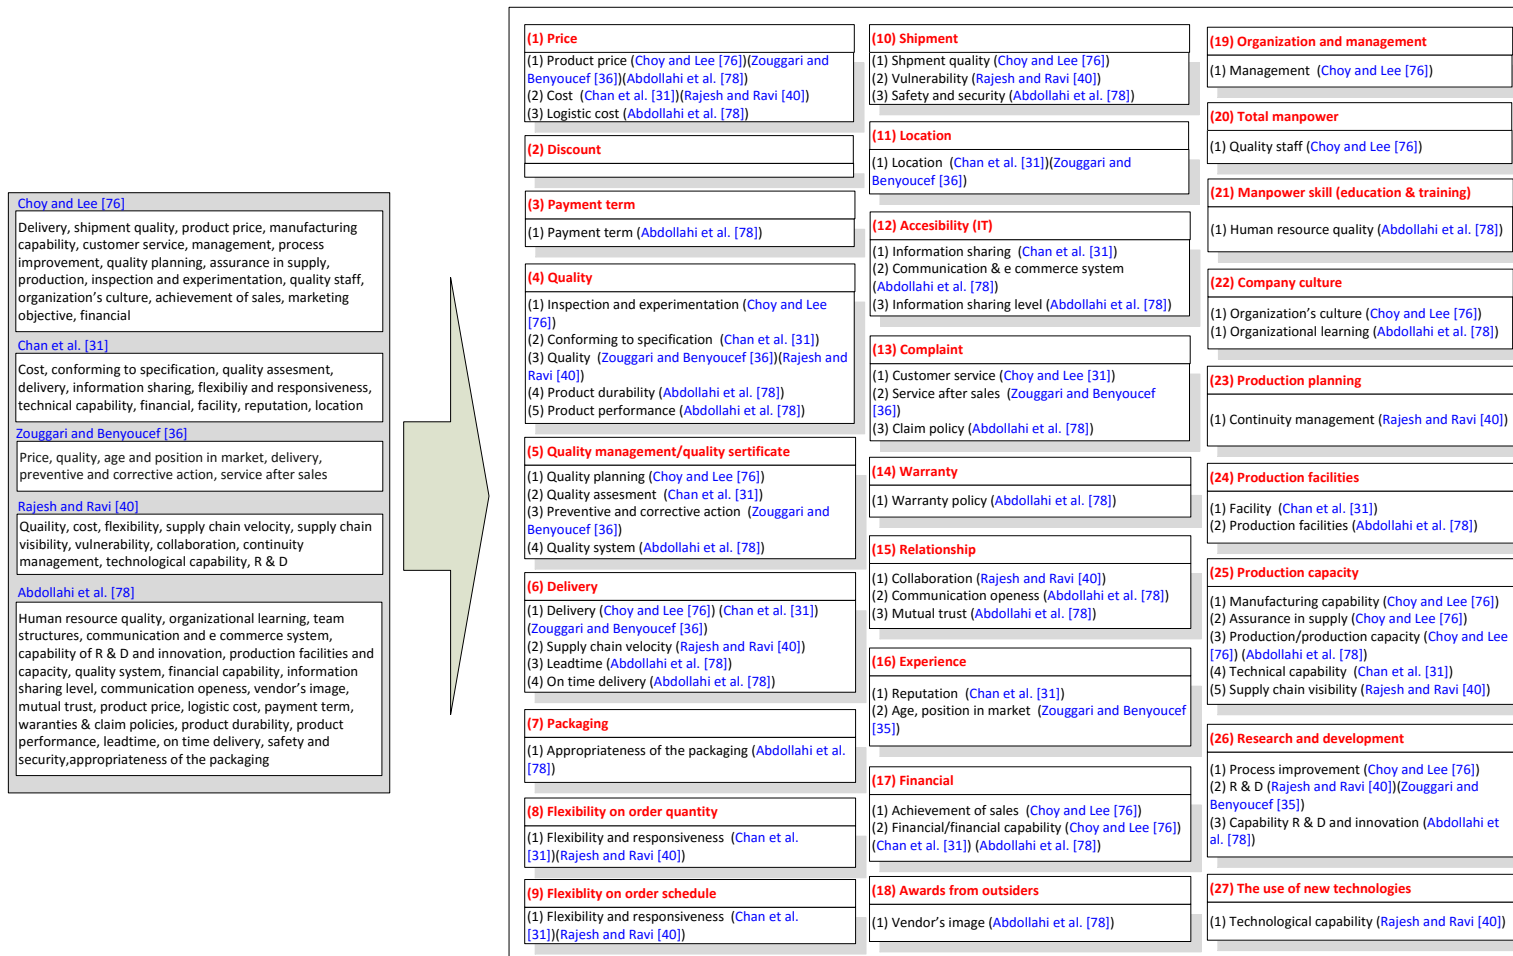 Choy and Lee [76]
Delivery, shipment quality, product price, manufacturing
capability, customer service, management, process
improvement, quality planning, assurance in supply,
production, inspection and experimentation, quality staff,
organization's culture, achievement of sales, marketing
objective, financial
Chan et al. [31]
Cost, conforming to specification, quality assesment,
delivery, information sharing, flexibiliy and responsiveness,
technical capability, financial, facility, reputation, location
Zouggari and Benyoucef [36]
Price, quality, age and position in market, delivery,
preventive and corrective action, service after sales
Rajesh and Ravi [40]
Quaility, cost, flexibility, supply chain velocity, supply chain
visibility, vulnerability, collaboration, continuity
management, technological capability, R & D
Abdollahi et al. [78]
Human resource quality, organizational learning, team
structures, communication and e commerce system,
capability of R & D and innovation, production facilities and
capacity, quality system, financial capability, information
sharing level, communication openess, vendor's image,
mutual trust, product price, logistic cost, payment term,
waranties & claim policies, product durability, product
performance, leadtime, on time delivery, safety and
security,appropriateness of the packaging
(1) Price
(1) Product price (Choy and Lee [76])(Zouggari and
Benyoucef [36])(Abdollahi et al. [78])
(2) Cost (Chan et al. [31])(Rajesh and Ravi [40])
(3) Logistic cost (Abdollahi et al. [78])
(2) Discount
(3) Payment term
(1) Payment term (Abdollahi et al. [78])
(4) Quality
(1) Inspection and experimentation (Choy and Lee
[76])
(2) Conforming to specification (Chan et al. [31])
(3) Quality (Zouggari and Benyoucef [36])(Rajesh and
Ravi [40])
(4) Product durability (Abdollahi et al. [78])
(5) Product performance (Abdollahi et al. [78])
(5) Quality management/quality sertificate
(1) Quality planning (Choy and Lee [76])
(2) Quality assesment (Chan et al. [31])
(3) Preventive and corrective action (Zouggari and
Benyoucef [36])
(4) Quality system (Abdollahi et al. [78])
(6) Delivery
(1) Delivery (Choy and Lee [76]) (Chan et al. [31])
(Zouggari and Benyoucef [36])
(2) Supply chain velocity (Rajesh and Ravi [40])
(3) Leadtime (Abdollahi et al. [78])
(4) On time delivery (Abdollahi et al. [78])
(7) Packaging
(1) Appropriateness of the packaging (Abdollahi et al.
[78])
(8) Flexibility on order quantity
(1) Flexibility and responsiveness (Chan et al.
[31])(Rajesh and Ravi [40])
(9) Flexiblity on order schedule
(1) Flexibility and responsiveness (Chan et al.
[31])(Rajesh and Ravi [40])
(10) Shipment
(1) Shpment quality (Choy and Lee [76])
(2) Vulnerability (Rajesh and Ravi [40])
(3) Safety and security (Abdollahi et al. [78])
(11) Location
(1) Location (Chan et al. [31])(Zouggari and
Benyoucef [36])
(12) Accesibility (IT)
(1) Information sharing (Chan et al. [31])
(2) Communication & e commerce system
(Abdollahi et al. [78])
(3) Information sharing level (Abdollahi et al. [78])
(13) Complaint
(1) Customer service (Choy and Lee [31])
(2) Service after sales (Zouggari and Benyoucef
[36])
(3) Claim policy (Abdollahi et al. [78])
(14) Warranty
(1) Warranty policy (Abdollahi et al. [78])
(15) Relationship
(1) Collaboration (Rajesh and Ravi [40])
(2) Communication openess (Abdollahi et al. [78])
(3) Mutual trust (Abdollahi et al. [78])
(16) Experience
(1) Reputation (Chan et al. [31])
(2) Age, position in market (Zouggari and Benyoucef
[35])
(17) Financial
(1) Achievement of sales (Choy and Lee [76])
(2) Financial/financial capability (Choy and Lee [76])
(Chan et al. [31]) (Abdollahi et al. [78])
(18) Awards from outsiders
(1) Vendor's image (Abdollahi et al. [78])
(19) Organization and management
(1) Management (Choy and Lee [76])
(20) Total manpower
(1) Quality staff (Choy and Lee [76])
(21) Manpower skill (education & training)
(1) Human resource quality (Abdollahi et al. [78])
(22) Company culture
(1) Organization's culture (Choy and Lee [76])
(1) Organizational learning (Abdollahi et al. [78])
(23) Production planning
(1) Continuity management (Rajesh and Ravi [40])
(24) Production facilities
(1) Facility (Chan et al. [31])
(2) Production facilities (Abdollahi et al. [78])
(25) Production capacity
(1) Manufacturing capability (Choy and Lee [76])
(2) Assurance in supply (Choy and Lee [76])
(3) Production/production capacity (Choy and Lee
[76]) (Abdollahi et al. [78])
(4) Technical capability (Chan et al. [31])
(5) Supply chain visibility (Rajesh and Ravi [40])
(26) Research and development
(1) Process improvement (Choy and Lee [76])
(2) R & D (Rajesh and Ravi [40])(Zouggari and
Benyoucef [35])
(3) Capability R & D and innovation (Abdollahi et
al. [78])
(27) The use of new technologies
(1) Technological capability (Rajesh and Ravi [40])